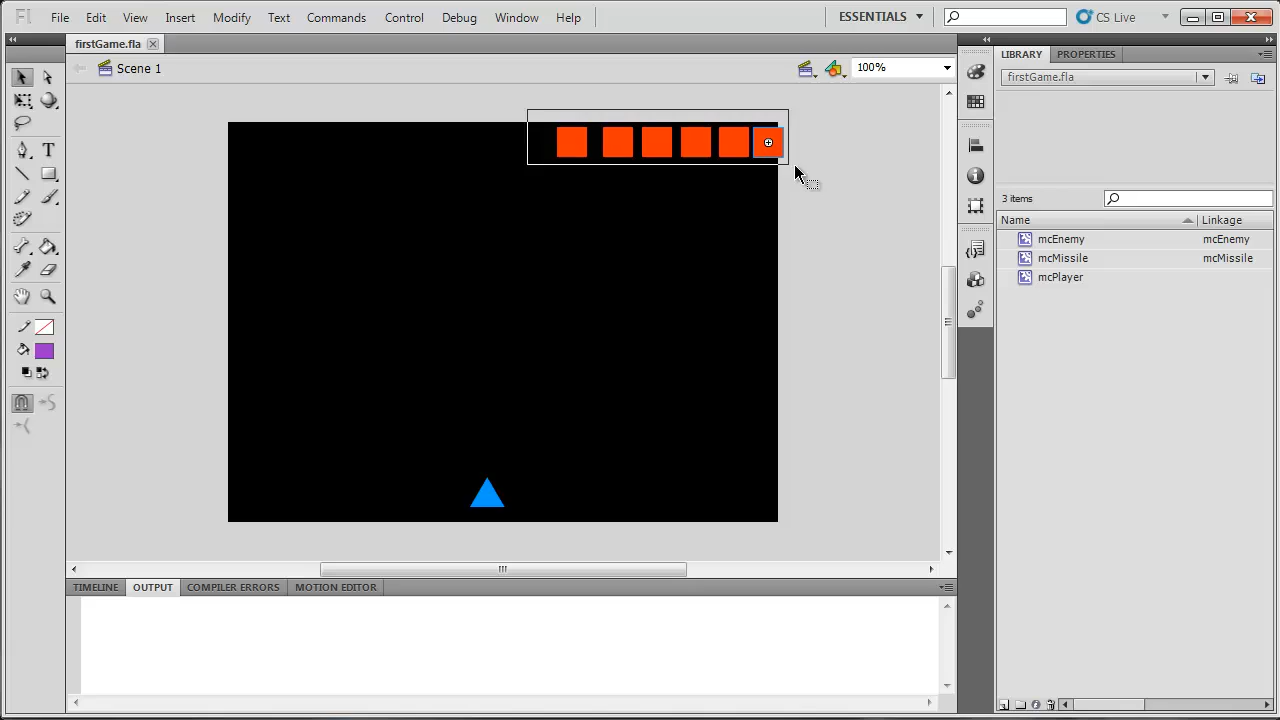 Fl File Edit View Insert Modify Text Commands Control Debug Window Help ESSENTIALS CS Live
firstGame.fla
Scene 1 100%
LIBRARY PROPERTIES
firstGame.fla
3 items
Name Linkage
mcEnemy mcEnemy
mcMissile mcMissile
mcPlayer
TIMELINE OUTPUT COMPILER ERRORS MOTION EDITOR